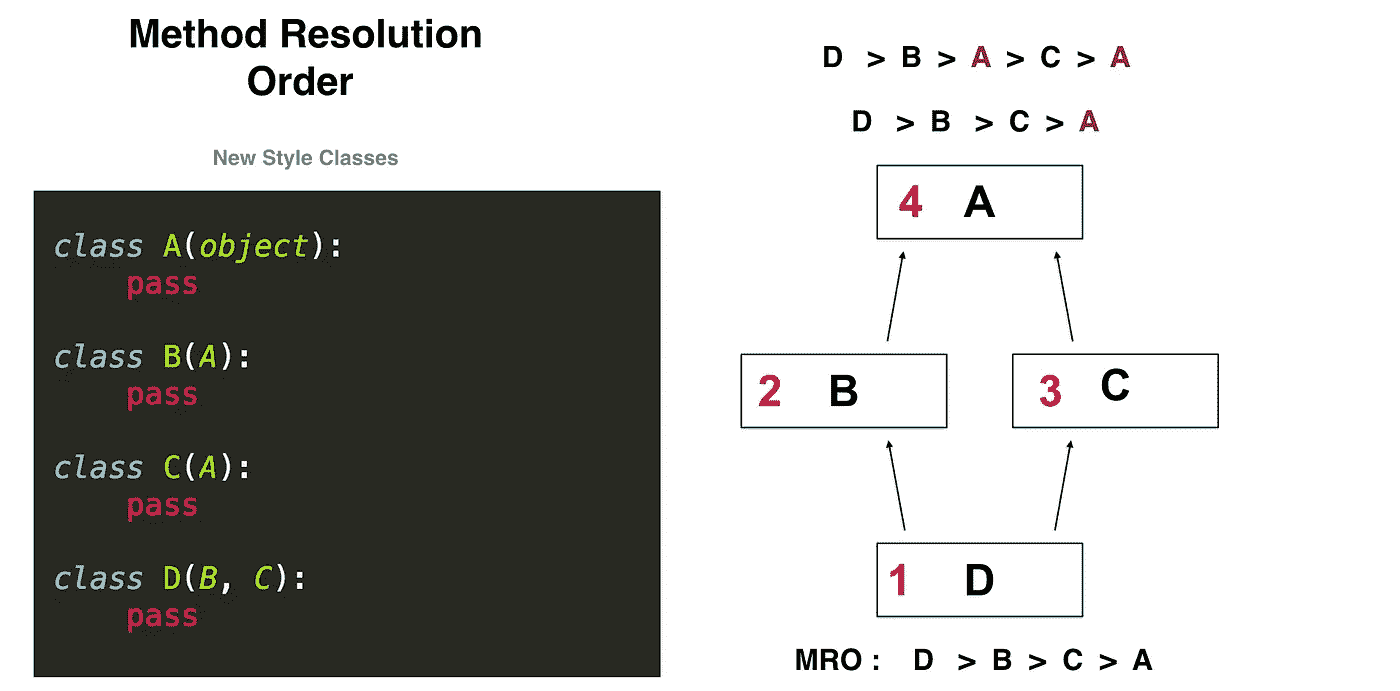 Method Resolution
Order
New Style Classes
class A(object):
    pass
class B(A):
    pass
class C(A):
    pass
class D(B, C):
    pass
D > B > A > C > A
D > B > C > A
4 A
2 B
3 C
1 D
MRO : D > B > C > A